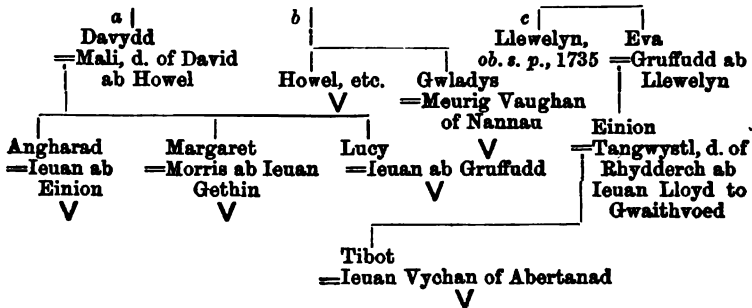 a b c
Davydd
=Mali, d. of David
ab Howel
Howel, etc.
V
Gwladys
=Meurig Vaughan
of Nannau
V
Llewelyn,
ob. s. p., 1735
Eva
=Gruffudd ab
Llewelyn
Angharad
=Ieuan ab
Einion
V
Margaret
=Morris ab Ieuan
Gethin
V
Lucy
=Ieuan ab Gruffudd
V
Einion
=Tangwystl, d. of
Rhydderch ab
Ieuan Lloyd to
Gwaithvoed
Tibot
=Ieuan Vychan of Abertanad
V